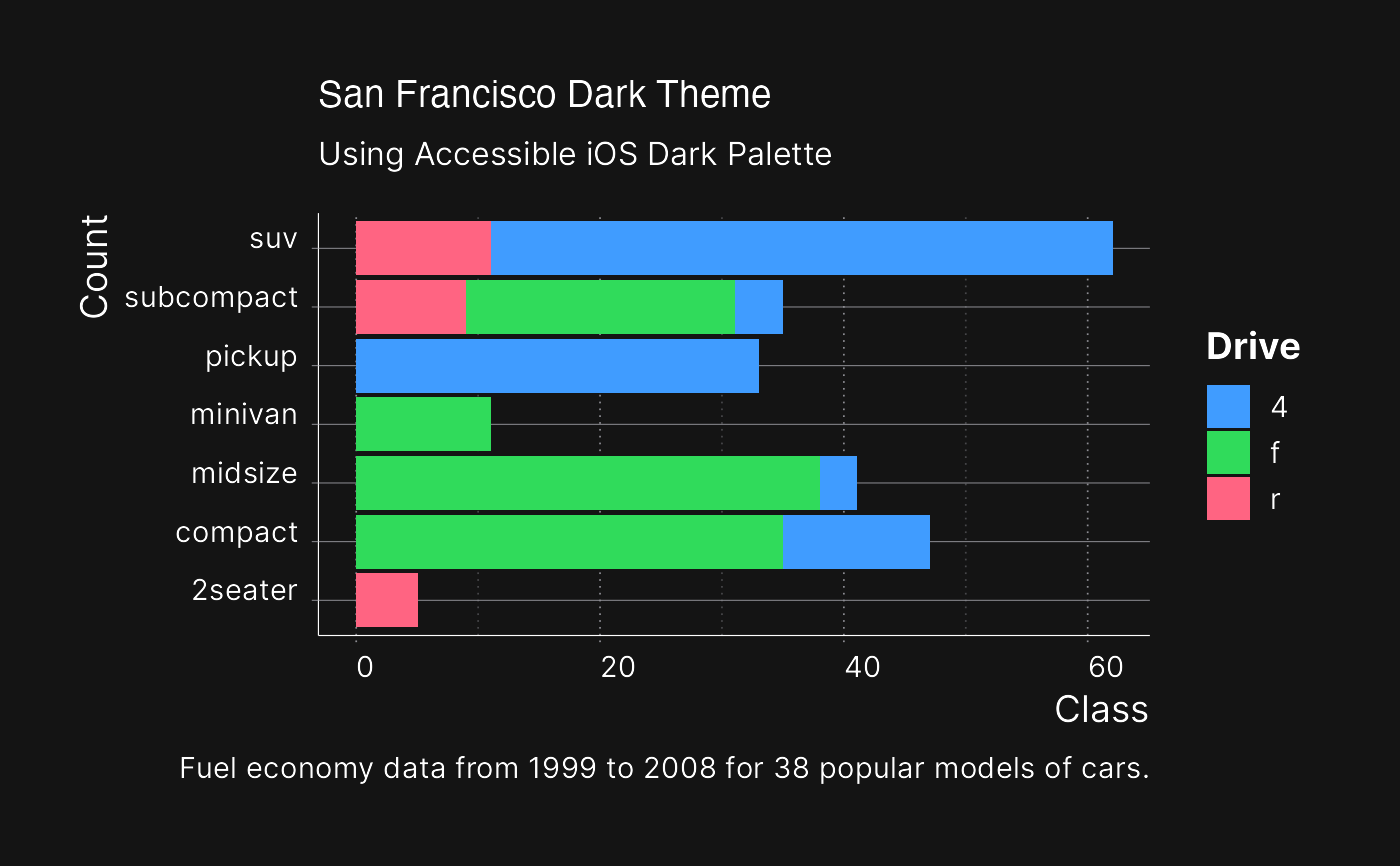 San Francisco Dark Theme
Using Accessible iOS Dark Palette
Count
suv
subcompact
pickup
minivan
midsize
compact
2seater
0 20 40 60
Class
Drive
4
f
r
Fuel economy data from 1999 to 2008 for 38 popular models of cars.